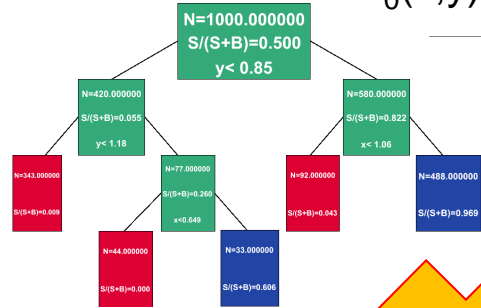 0(
,y)
N=1000.000000
S/(S+B)=0.500
y< 0.85
N=420.000000
S/(S+B)=0.055
y< 1.18
N=580.000000
S/(S+B)=0.822
x< 1.06
N=343.000000
S/(S+B)=0.009
N=77.000000
S/(S+B)=0.260
x<0.649
N=92.000000
S/(S+B)=0.043
N=488.000000
S/(S+B)=0.969
N=44.000000
S/(S+B)=0.000
N=33.000000
S/(S+B)=0.606